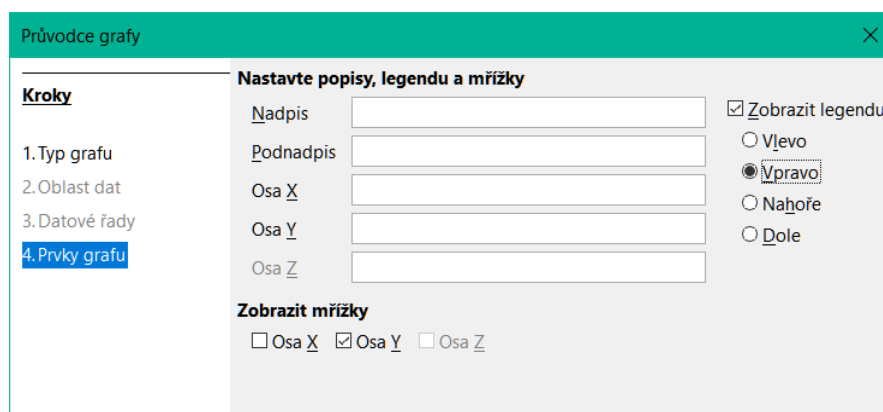 Průvodce grafy
Kroky
1. Typ grafu
2. Oblast dat
3. Datové řady
4. Prvky grafu
Nastavte popisy, legendu a mřížky
Nadpis
Podnadpis
Osa X
Osa Y
Osa Z
Zobrazit legendu
Vlevo
Vpravo
Nahoře
Dole
Zobrazit mřížky
Osa X Osa Y Osa Z